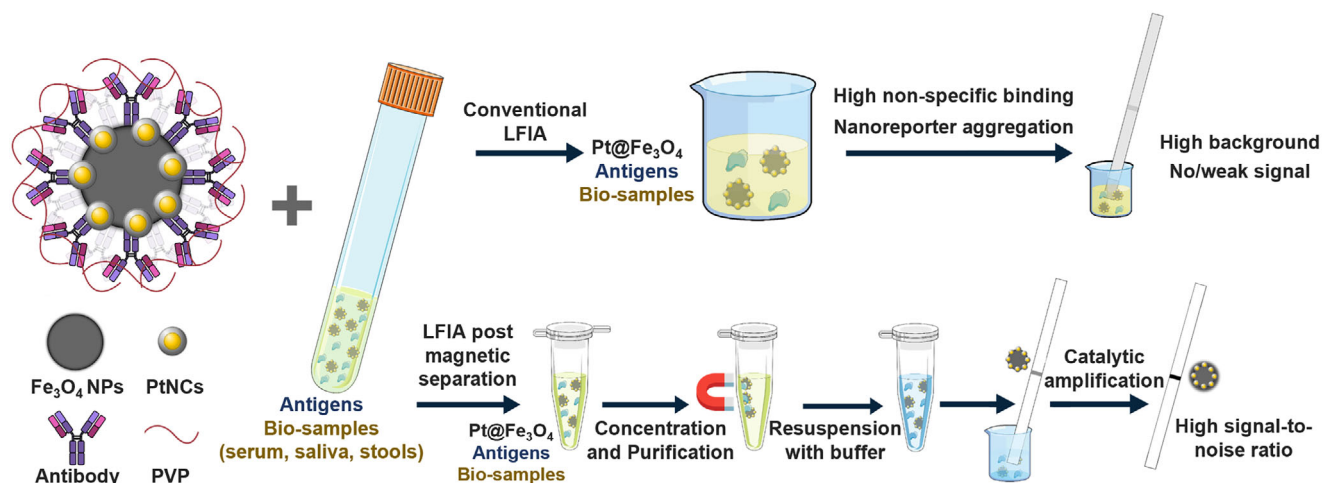 Fe₃O₄ NPs
PtNCs
Antibody
PVP
Antigens
Bio-samples
(serum, saliva, stools)
Conventional
LFIA
Pt@Fe₃O₄
Antigens
Bio-samples
High non-specific binding
Nanoreporter aggregation
High background
No/weak signal
LFIA post
magnetic
separation
Pt@Fe₃O₄
Antigens
Bio-samples
Concentration
and Purification
Resuspension
with buffer
Catalytic
amplification
High signal-to-
noise ratio